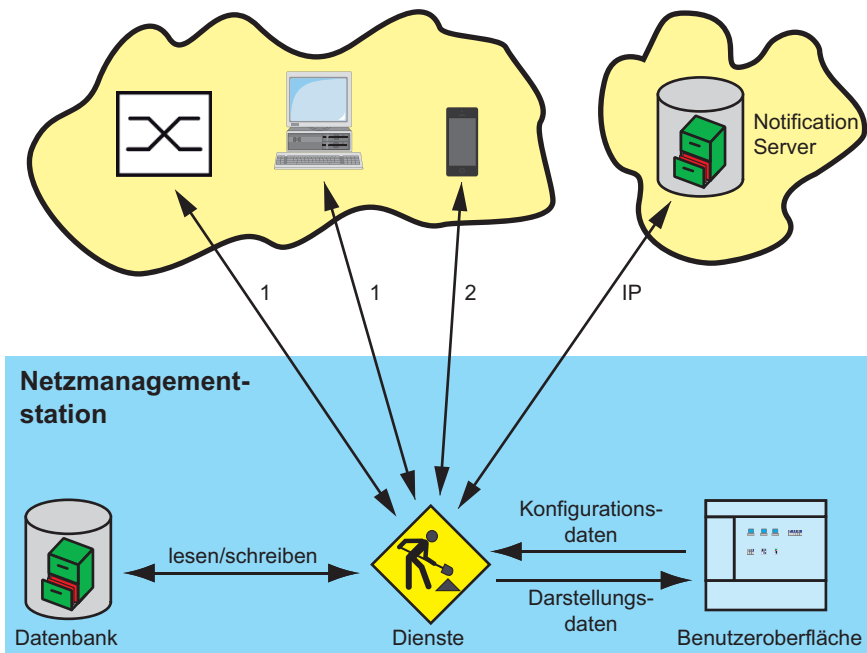 Notification
Server
1
1
2
IP
Netzmanagement-
station
Konfigurations-
daten
lesen/schreiben
Darstellungs-
daten
Datenbank
Dienste
Benutzeroberfläche